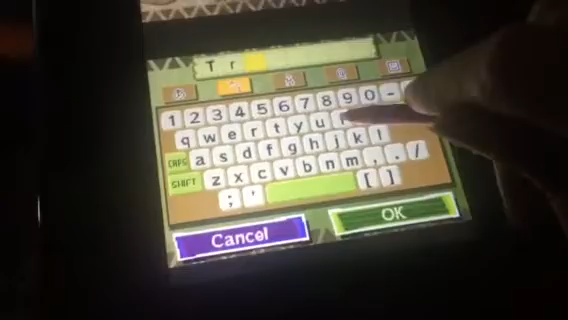 Tr
1 2 3 4 5 6 7 8 9 0 -
q w e r t y u i
CAPS a s d f g h j k l
SHIFT z x c v b n m , . /
; ' [ ]
Cancel OK